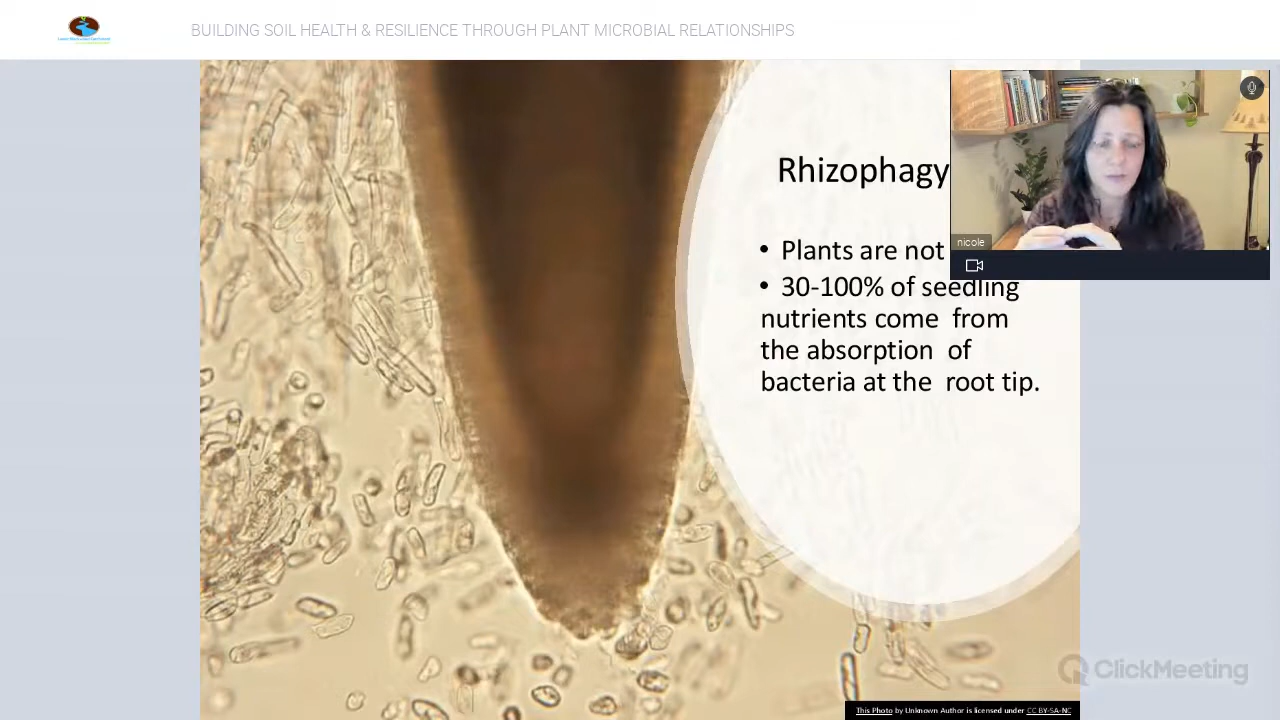 BUILDING SOIL HEALTH & RESILIENCE THROUGH PLANT MICROBIAL RELATIONSHIPS
Rhizophagy
nicole
• Plants are not
• 30-100% of seedling
nutrients come from
the absorption of
bacteria at the root tip.
ClickMeeting
This Photo by Unknown Author is licensed under CC BY-SA-NC